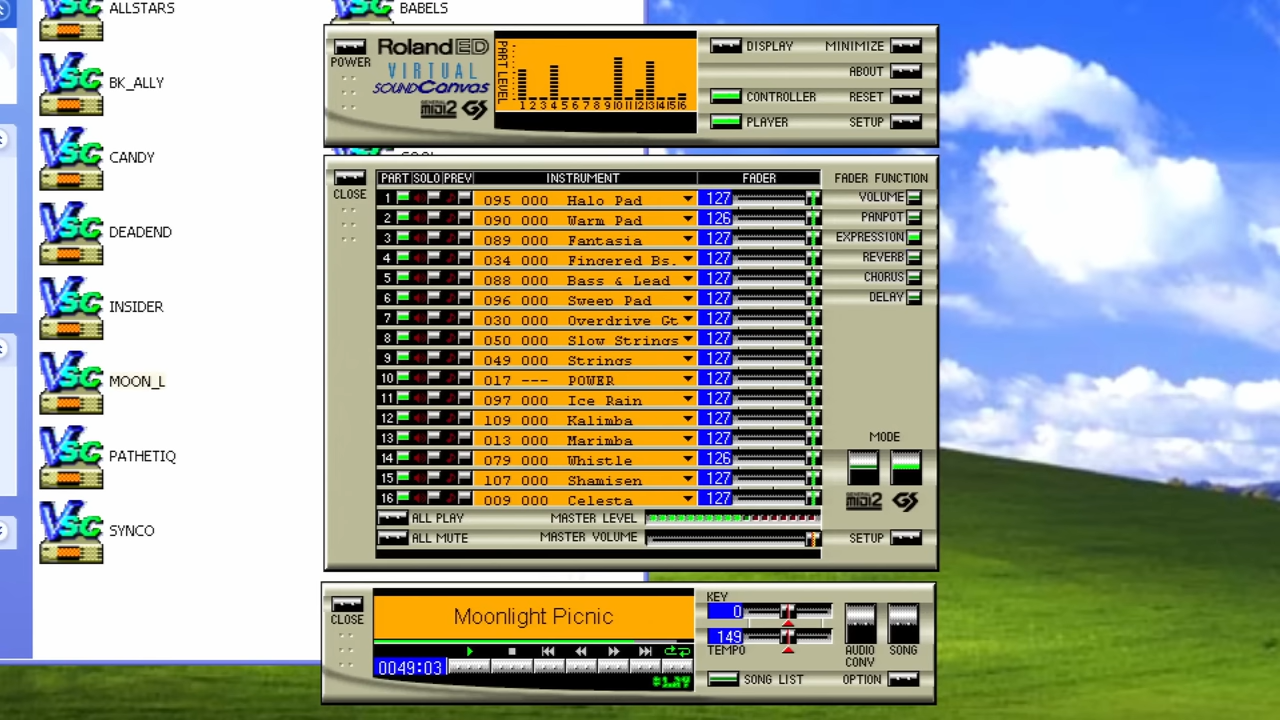 ALLSTARS
BABELS
BK_ALLY
CANDY
DEADEND
INSIDER
MOON_L
PATHETIQ
SYNCO
POWER
Roland ED
VIRTUAL
SOUND Canvas
GENERAL MIDI2 GS
PART LEVEL
1 2 3 4 5 6 7 8 9 10 11 12 13 14 15 16
DISPLAY MINIMIZE
ABOUT
CONTROLLER RESET
PLAYER SETUP
CLOSE
PART SOLO PREV INSTRUMENT FADER FADER FUNCTION
1 095 000 Halo Pad 127 VOLUME
2 090 000 Warm Pad 126 PANPOT
3 089 000 Fantasia 127 EXPRESSION
4 034 000 Fingered Bs. 127 REVERB
5 088 000 Bass & Lead 127 CHORUS
6 096 000 Sweep Pad 127 DELAY
7 030 000 Overdrive Gt 127
8 050 000 Slow Strings 127
9 049 000 Strings 127
10 017 --- POWER 127
11 097 000 Ice Rain 127
12 109 000 Kalimba 127
13 013 000 Marimba 127 MODE
14 079 000 Whistle 126
15 107 000 Shamisen 127
16 009 000 Celesta 127
GENERAL MIDI2 GS
ALL PLAY MASTER LEVEL
ALL MUTE MASTER VOLUME SETUP
CLOSE
Moonlight Picnic
0049:03
KEY
0
149
TEMPO
AUDIO CONV
SONG
SONG LIST OPTION